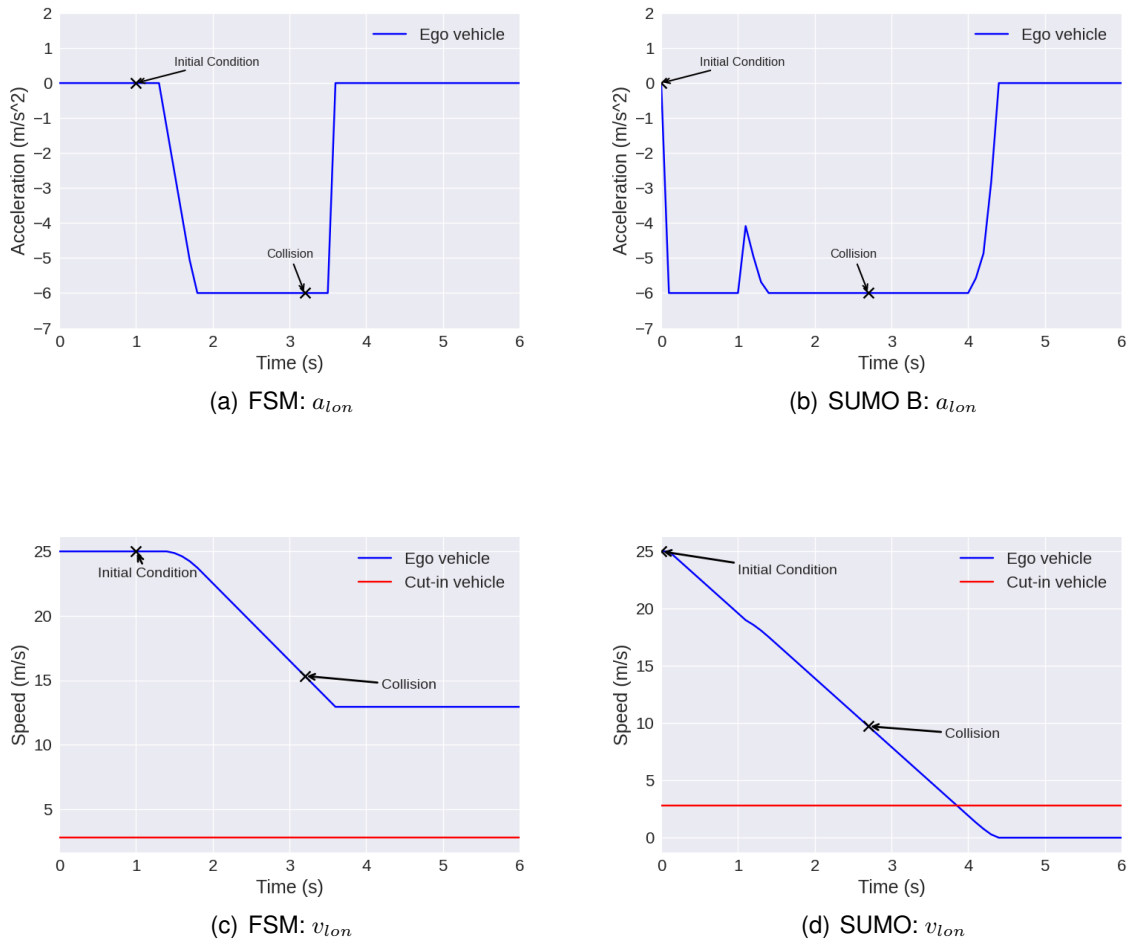 2
1
0
−1
−2
−3
−4
−5
−6
−7
Acceleration (m/s^2)
Ego vehicle
Initial Condition
Collision
0 1 2 3 4 5 6
Time (s)
(a) FSM: a_lon
2
1
0
−1
−2
−3
−4
−5
−6
−7
Acceleration (m/s^2)
Ego vehicle
Initial Condition
Collision
0 1 2 3 4 5 6
Time (s)
(b) SUMO B: a_lon
25
20
15
10
5
Speed (m/s)
Ego vehicle
Cut-in vehicle
Initial Condition
Collision
0 1 2 3 4 5 6
Time (s)
(c) FSM: v_lon
25
20
15
10
5
0
Speed (m/s)
Ego vehicle
Cut-in vehicle
Initial Condition
Collision
0 1 2 3 4 5 6
Time (s)
(d) SUMO: v_lon